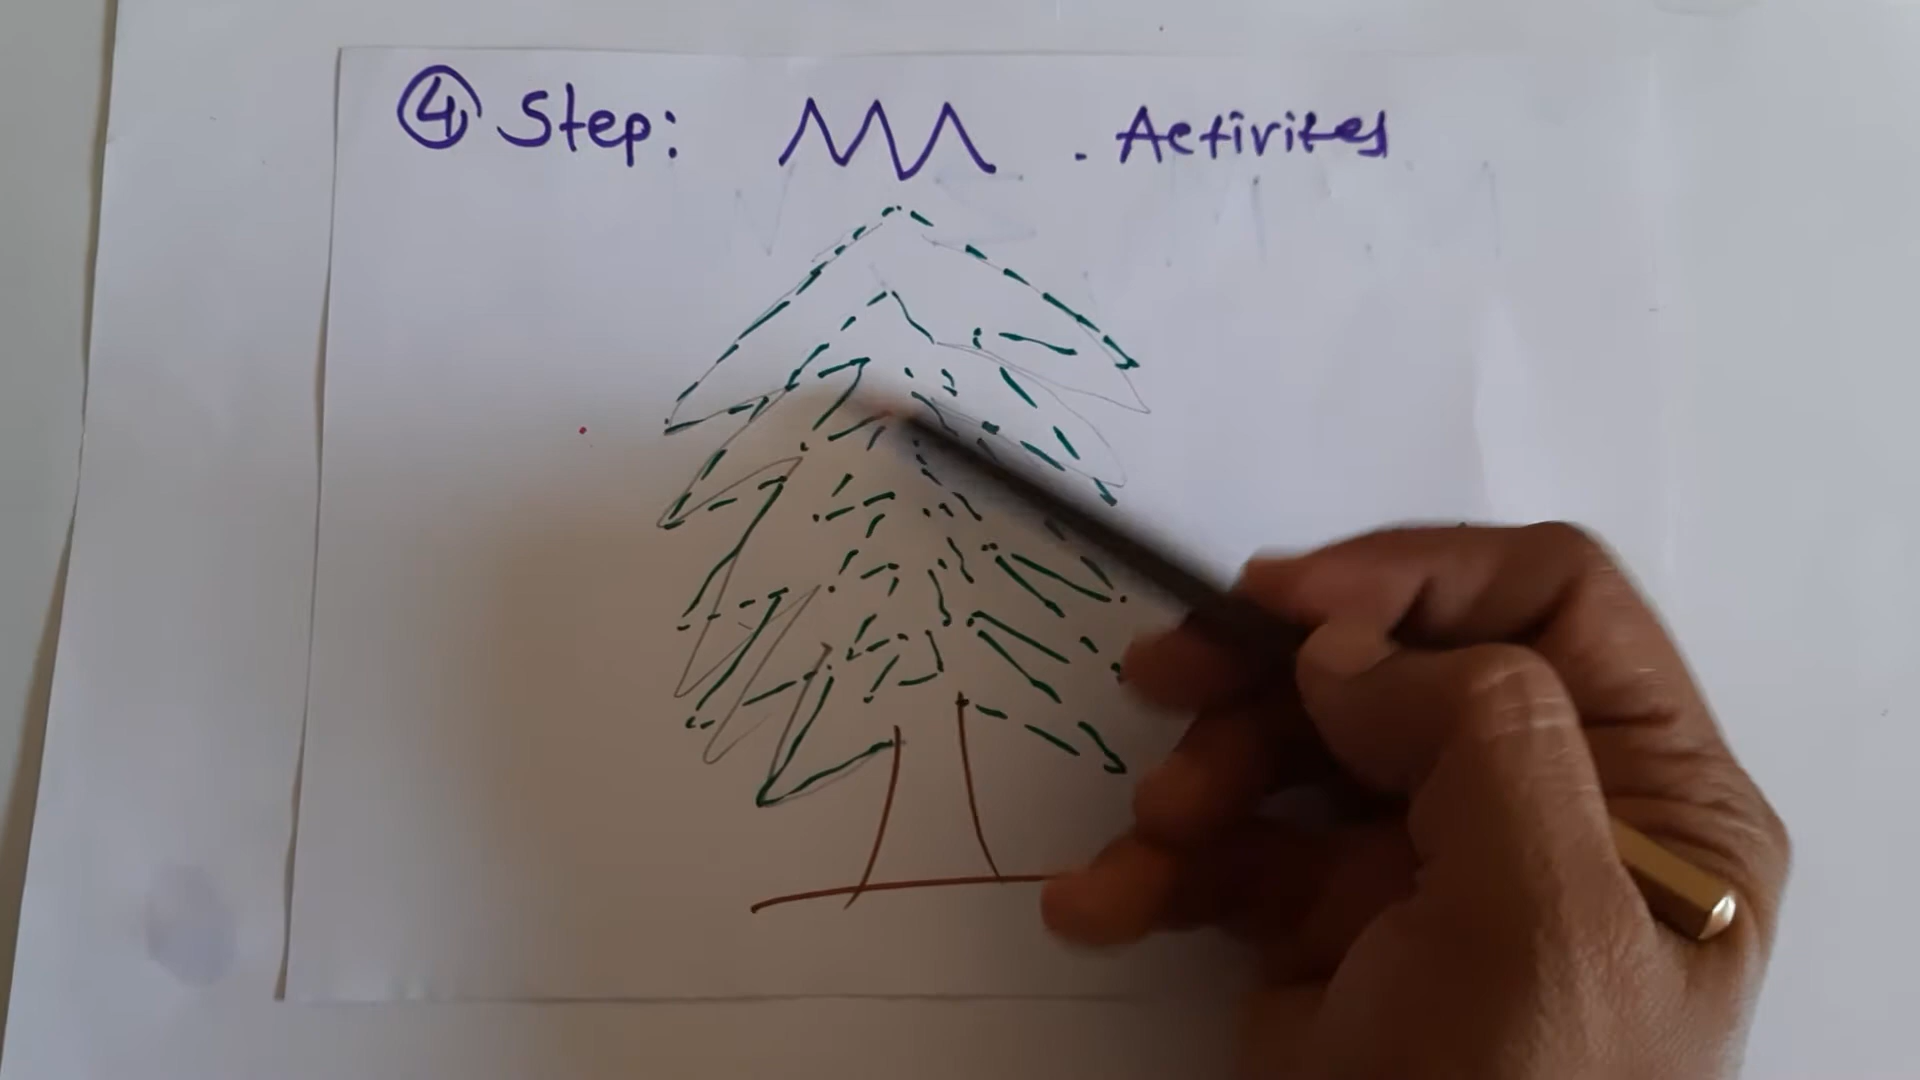 ④ Step: . Activites